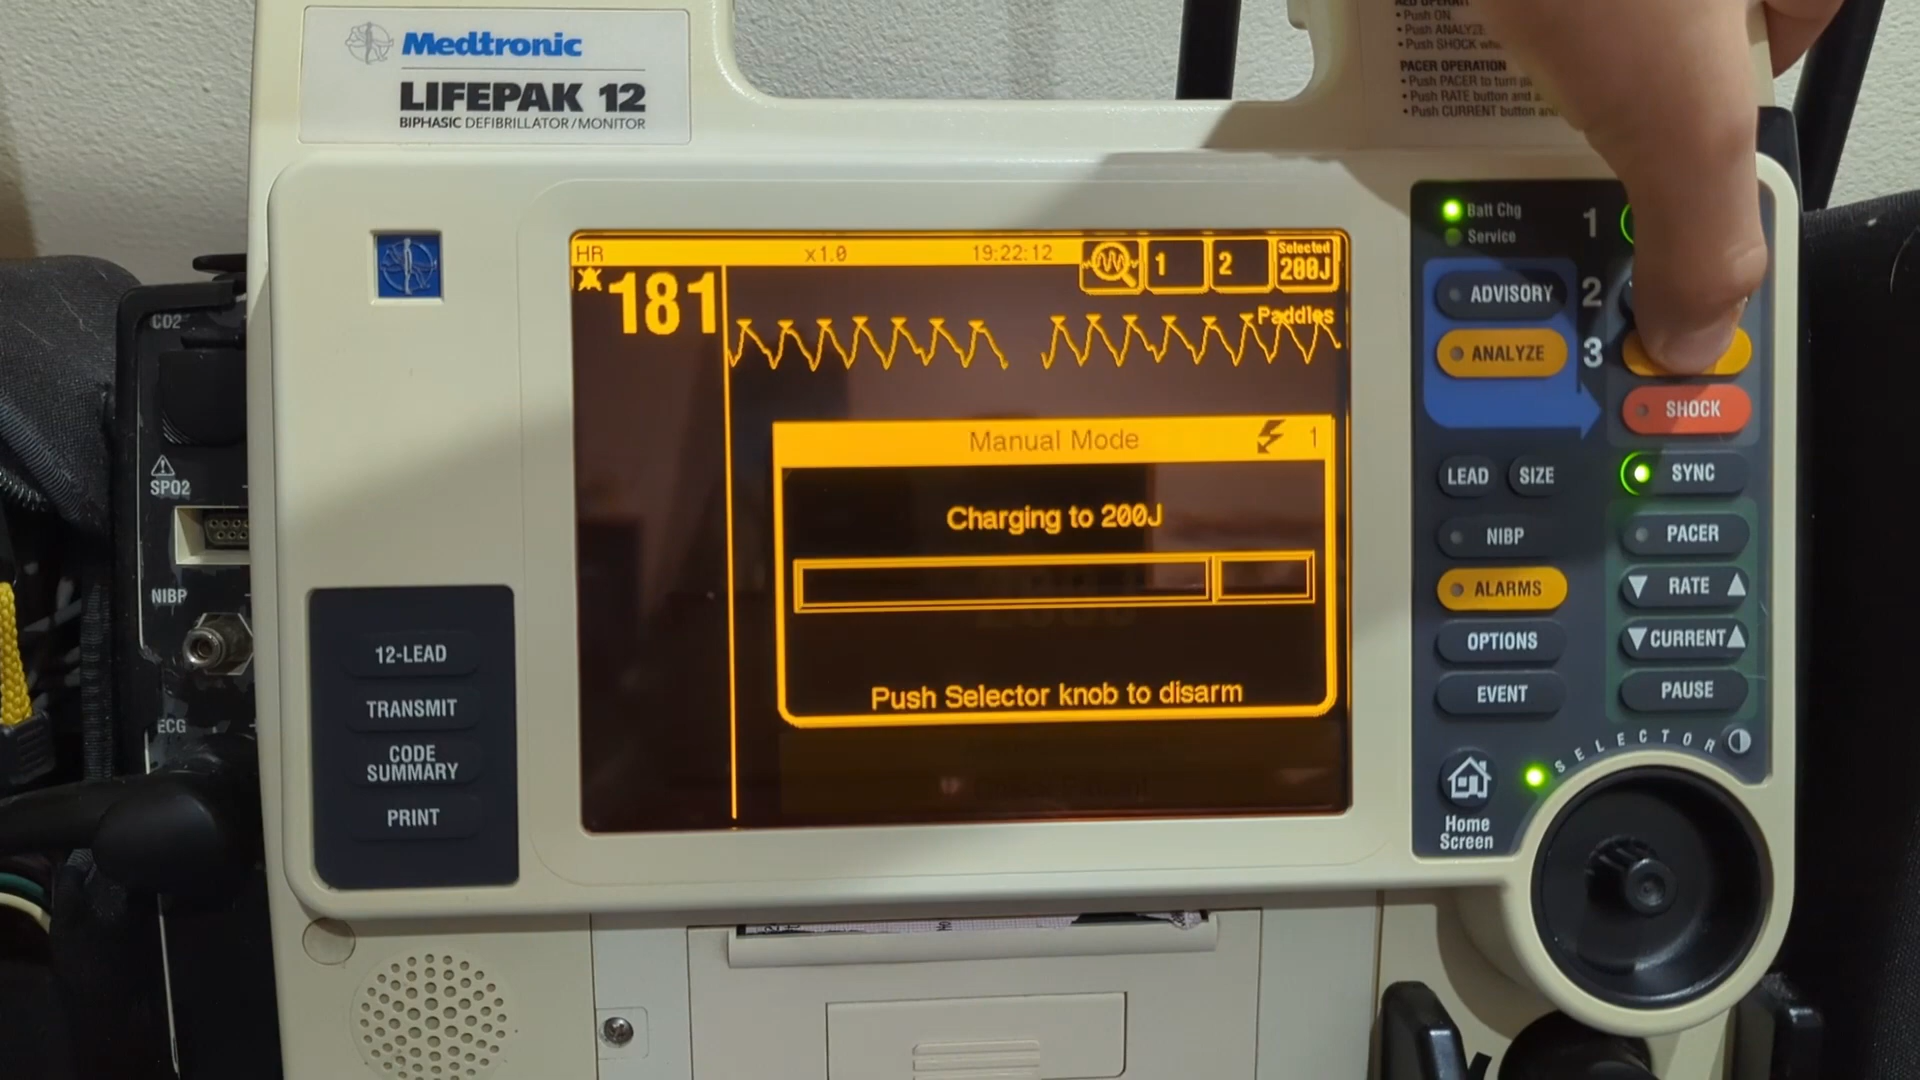 Medtronic
LIFEPAK 12
BIPHASIC DEFIBRILLATOR/MONITOR
• Push ON
• Push ANALYZE
• Push SHOCK
PACER OPERATION
• Push PACER to turn
• Push RATE button and
• Push CURRENT button and
HR
x1.0
19:22:12
1
2
Selected
200J
181
Paddles
Manual Mode
1
Charging to 200J
Push Selector knob to disarm
Batt Chg
Service
1
ADVISORY
2
ANALYZE
3
SHOCK
LEAD
SIZE
SYNC
NIBP
PACER
ALARMS
RATE
OPTIONS
CURRENT
EVENT
PAUSE
SELECTOR
Home
Screen
CO2
SPO2
NIBP
ECG
12-LEAD
TRANSMIT
CODE
SUMMARY
PRINT